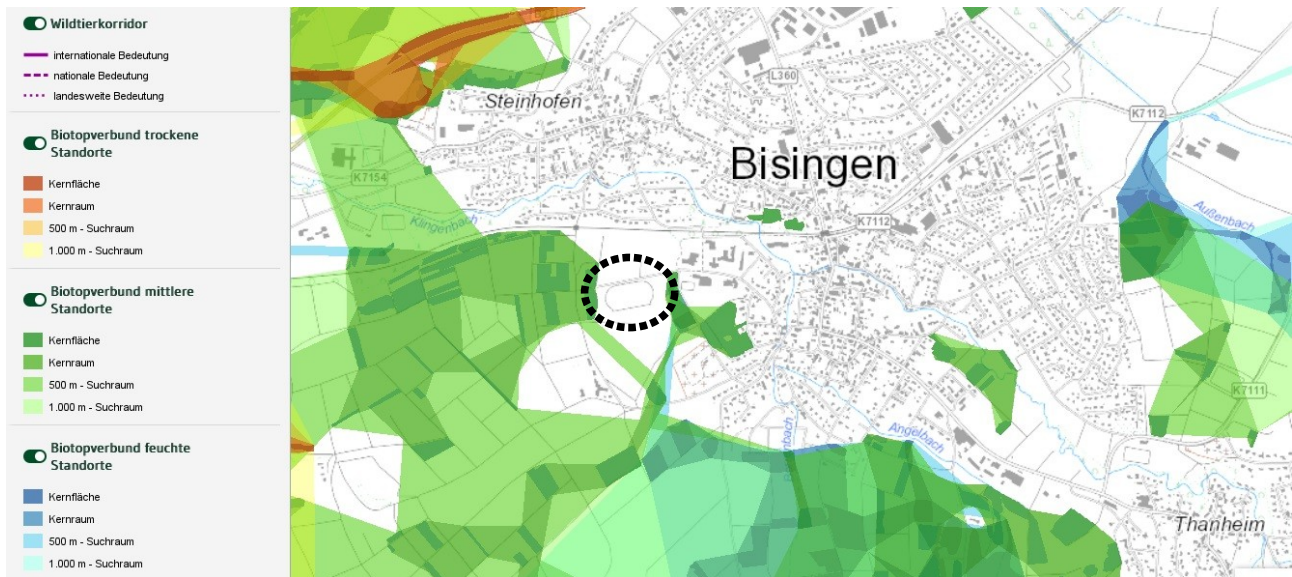 Wildtierkorridor
internationale Bedeutung
nationale Bedeutung
landesweite Bedeutung
Biotopverbund trockene
Standorte
Kernfläche
Kernraum
500 m - Suchraum
1.000 m - Suchraum
Biotopverbund mittlere
Standorte
Kernfläche
Kernraum
500 m - Suchraum
1.000 m - Suchraum
Biotopverbund feuchte
Standorte
Kernfläche
Kernraum
500 m - Suchraum
1.000 m - Suchraum
L360
Steinhofen
K7112
Bisingen
K7154
Klingenbach
K7112
Außenbach
K7111
Angelbach
Thanheim